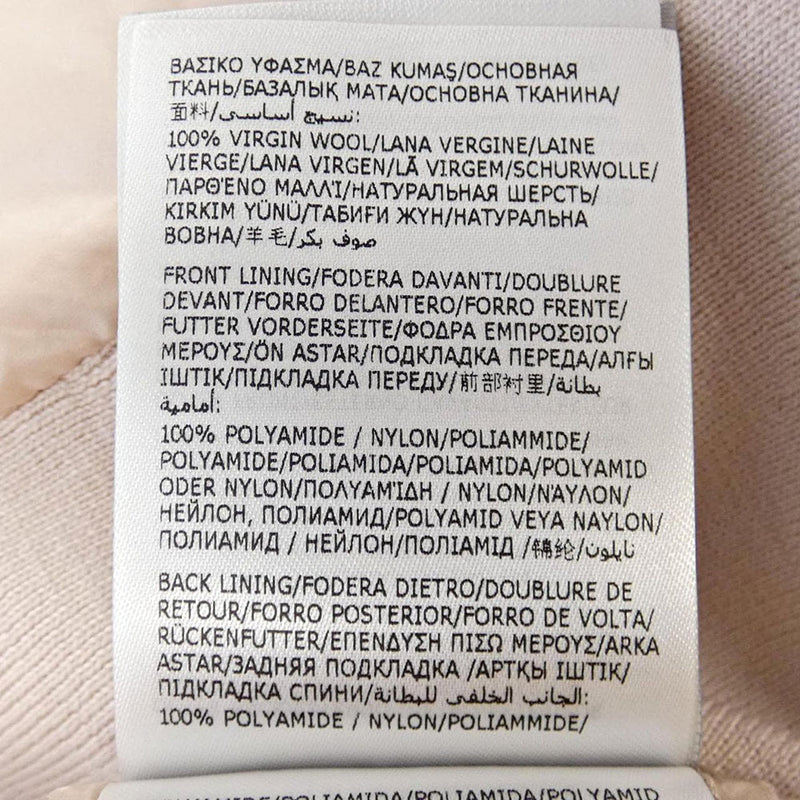 ΒΑΣΙΚΟ ΥΦΑΣΜΑ/BAZ KUMAŞ/ОСНОВНАЯ
ТКАНЬ/БАЗАЛЫҚ МАТА/ОСНОВНА ТКАНИНА/
面料/نسيج أساسي:
100% VIRGIN WOOL/LANA VERGINE/LAINE
VIERGE/LANA VIRGEN/LÃ VIRGEM/SCHURWOLLE/
ΠΑΡΘΈΝΟ ΜΑΛΛΊ/НАТУРАЛЬНАЯ ШЕРСТЬ/
KIRKIM YÜNÜ/ТАБИҒИ ЖҮН/НАТУРАЛЬНА
ВОВНА/羊毛/صوف بكر
FRONT LINING/FODERA DAVANTI/DOUBLURE
DEVANT/FORRO DELANTERO/FORRO FRENTE/
FUTTER VORDERSEITE/ΦΟΔΡΑ ΕΜΠΡΟΣΘΙΟΥ
ΜΕΡΟΥΣ/ÖN ASTAR/ПОДКЛАДКА ПЕРЕДА/АЛҒЫ
ІШТІК/ПІДКЛАДКА ПЕРЕДУ/前部衬里/بطانة
أمامية:
100% POLYAMIDE / NYLON/POLIAMMIDE/
POLYAMIDE/POLIAMIDA/POLIAMIDA/POLYAMID
ODER NYLON/ΠΟΛΥΑΜΊΔΗ / NYLON/ΝΆΥΛΟΝ/
НЕЙЛОН, ПОЛИАМИД/POLYAMID VEYA NAYLON/
ПОЛИАМИД / НЕЙЛОН/ПОЛІАМІД /锦纶/نايلون
BACK LINING/FODERA DIETRO/DOUBLURE DE
RETOUR/FORRO POSTERIOR/FORRO DE VOLTA/
RÜCKENFUTTER/ΕΠΕΝΔΥΣΗ ΠΙΣΩ ΜΕΡΟΥΣ/ARKA
ASTAR/ЗАДНЯЯ ПОДКЛАДКА /АРТҚЫ ІШТІК/
ПІДКЛАДКА СПИНИ/الجانب الخلفي للبطانة:
100% POLYAMIDE / NYLON/POLIAMMIDE/
POLYAMIDE/POLIAMIDA/POLIAMIDA/POLYAMID